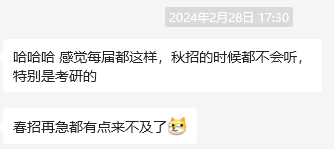 2024年2月28日 17:30
哈哈哈 感觉每届都这样，秋招的时候都不会听，
特别是考研的
春招再急都有点来不及了